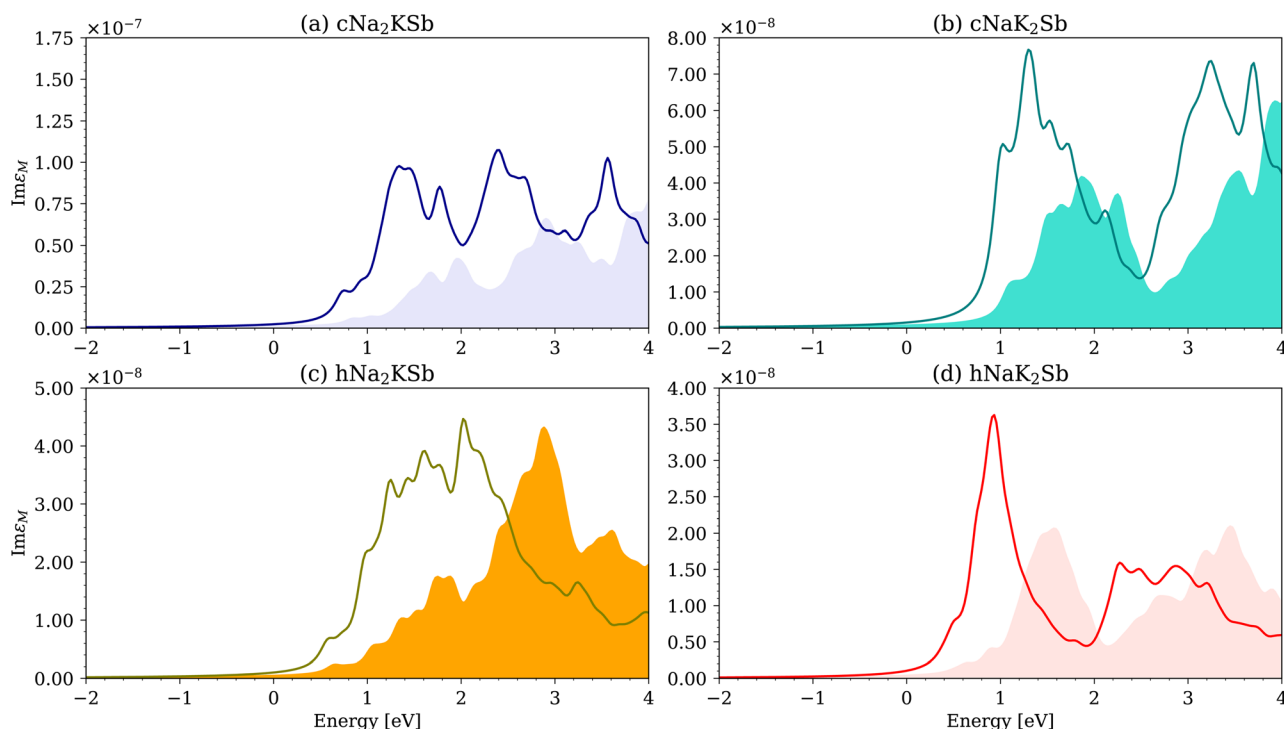 ×10⁻⁷ (a) cNa₂KSb
1.75
1.50
1.25
1.00
0.75
0.50
0.25
0.00
Imε_M
−2 −1 0 1 2 3 4
×10⁻⁸ (b) cNaK₂Sb
8.00
7.00
6.00
5.00
4.00
3.00
2.00
1.00
0.00
−2 −1 0 1 2 3 4
×10⁻⁸ (c) hNa₂KSb
5.00
4.00
3.00
2.00
1.00
0.00
Imε_M
−2 −1 0 1 2 3 4
Energy [eV]
×10⁻⁸ (d) hNaK₂Sb
4.00
3.50
3.00
2.50
2.00
1.50
1.00
0.50
0.00
−2 −1 0 1 2 3 4
Energy [eV]